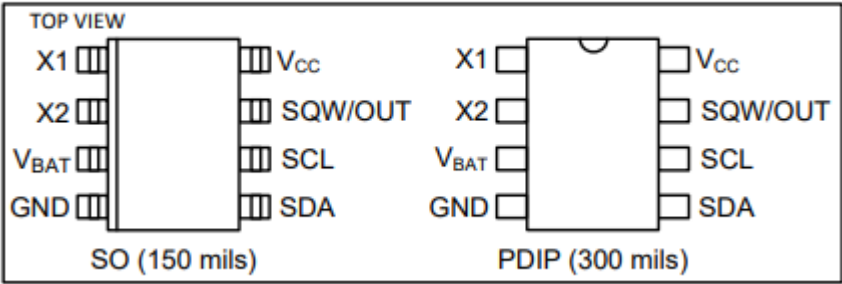 TOP VIEW
X1 VCC X1 VCC
X2 SQW/OUT X2 SQW/OUT
VBAT SCL VBAT SCL
GND SDA GND SDA
SO (150 mils) PDIP (300 mils)